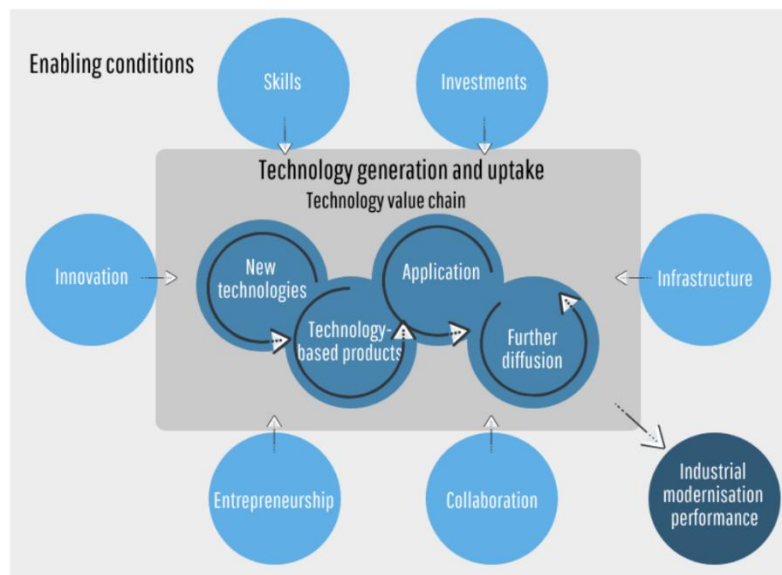 Enabling conditions
Skills
Investments
Technology generation and uptake
Technology value chain
Innovation
New
technologies
Technology-
based products
Application
Further
diffusion
Infrastructure
Entrepreneurship
Collaboration
Industrial
modernisation
performance